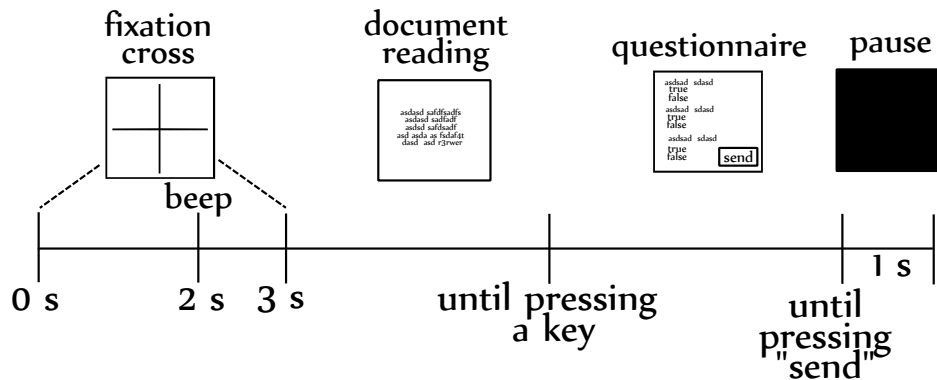 fixation
cross
document
reading
questionnaire
pause
asdasd safdfsadfs
asdasd sadfadf
asdsd safdsadf
asd asda as fsdaf4t
dasd asd r3rwer
asdsad sdasd
true
false
asdsad sdasd
true
false
asdsad sdasd
true
false
send
beep
0 s
2 s
3 s
until pressing
a key
until
pressing
"send"
1 s